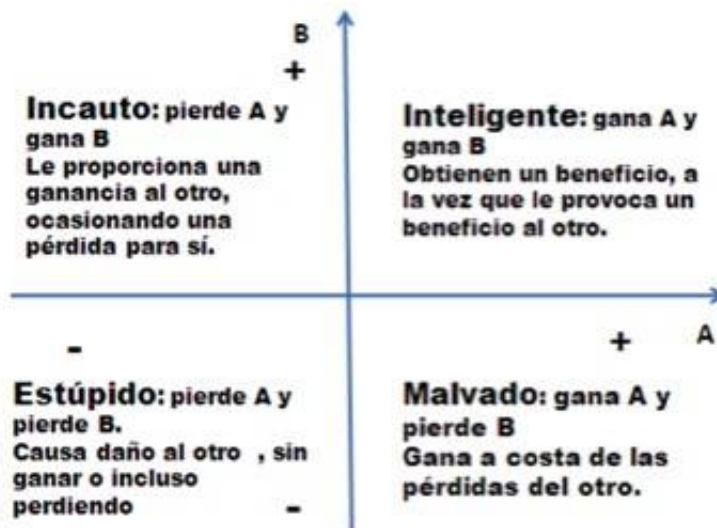 B
+
Incauto: pierde A y
gana B
Le proporciona una
ganancia al otro,
ocasionando una
pérdida para sí.
Inteligente: gana A y
gana B
Obtienen un beneficio, a
la vez que le provoca un
beneficio al otro.
-
+ A
Estúpido: pierde A y
pierde B.
Causa daño al otro , sin
ganar o incluso
perdiendo
-
Malvado: gana A y
pierde B
Gana a costa de las
pérdidas del otro.